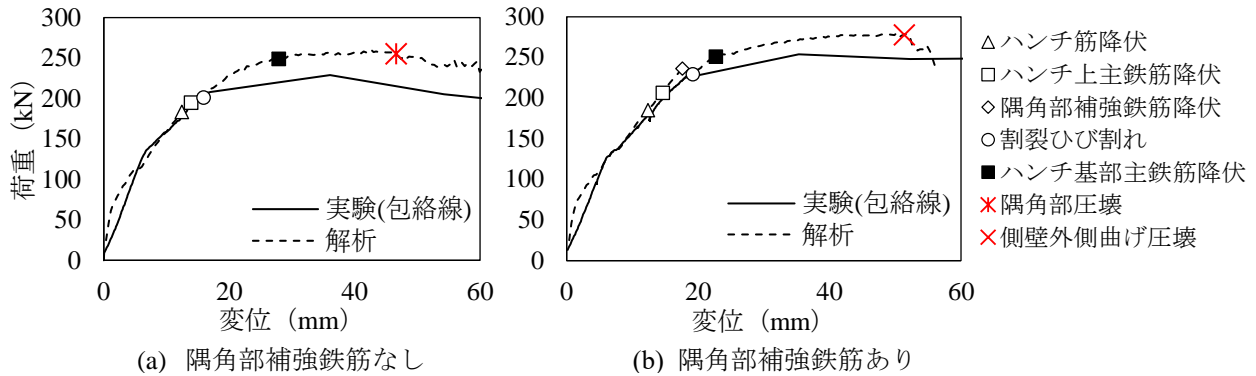 300
250
200
150
100
50
0
荷重（kN）
0 20 40 60
変位（mm）
実験(包絡線)
解析
(a) 隅角部補強鉄筋なし
300
250
200
150
100
50
0
0 20 40 60
変位（mm）
実験(包絡線)
解析
(b) 隅角部補強鉄筋あり
ハンチ筋降伏
ハンチ上主鉄筋降伏
隅角部補強鉄筋降伏
割裂ひび割れ
ハンチ基部主鉄筋降伏
隅角部圧壊
側壁外側曲げ圧壊